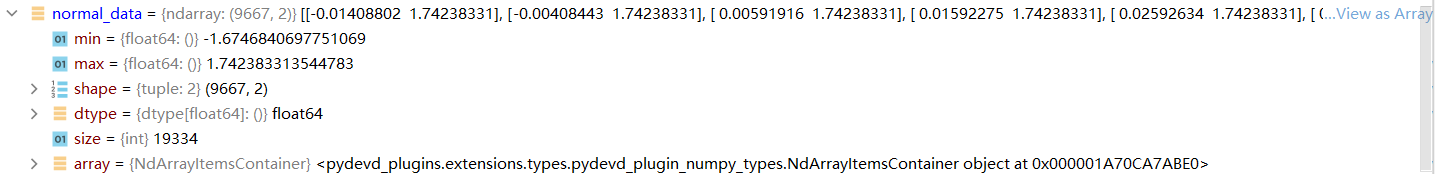 normal_data = {ndarray: (9667, 2)} [[-0.01408802  1.74238331], [-0.00408443  1.74238331], [ 0.00591916  1.74238331], [ 0.01592275  1.74238331], [ 0.02592634  1.74238331], [ ...View as Array
01 min = {float64: ()} -1.6746840697751069
01 max = {float64: ()} 1.742383313544783
shape = {tuple: 2} (9667, 2)
dtype = {dtype[float64]: ()} float64
01 size = {int} 19334
array = {NdArrayItemsContainer} <pydevd_plugins.extensions.types.pydevd_plugin_numpy_types.NdArrayItemsContainer object at 0x000001A70CA7ABE0>